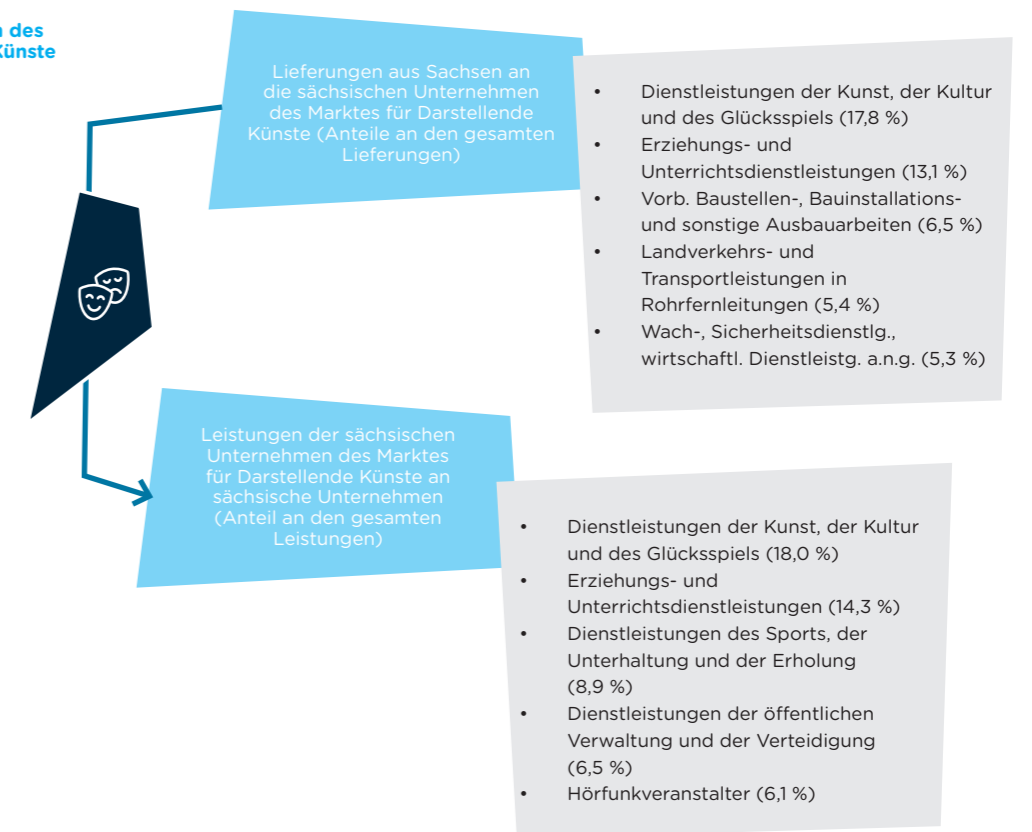 des
Künste
Lieferungen aus Sachsen an
die sächsischen Unternehmen
des Marktes für Darstellende
Künste (Anteile an den gesamten
Lieferungen)
• Dienstleistungen der Kunst, der Kultur
und des Glücksspiels (17,8 %)
• Erziehungs- und
Unterrichtsdienstleistungen (13,1 %)
• Vorb. Baustellen-, Bauinstallations-
und sonstige Ausbauarbeiten (6,5 %)
• Landverkehrs- und
Transportleistungen in
Rohrfernleitungen (5,4 %)
• Wach-, Sicherheitsdienstlg.,
wirtschaftl. Dienstleistg. a.n.g. (5,3 %)
Leistungen der sächsischen
Unternehmen des Marktes
für Darstellende Künste an
sächsische Unternehmen
(Anteil an den gesamten
Leistungen)
• Dienstleistungen der Kunst, der Kultur
und des Glücksspiels (18,0 %)
• Erziehungs- und
Unterrichtsdienstleistungen (14,3 %)
• Dienstleistungen des Sports, der
Unterhaltung und der Erholung
(8,9 %)
• Dienstleistungen der öffentlichen
Verwaltung und der Verteidigung
(6,5 %)
• Hörfunkveranstalter (6,1 %)